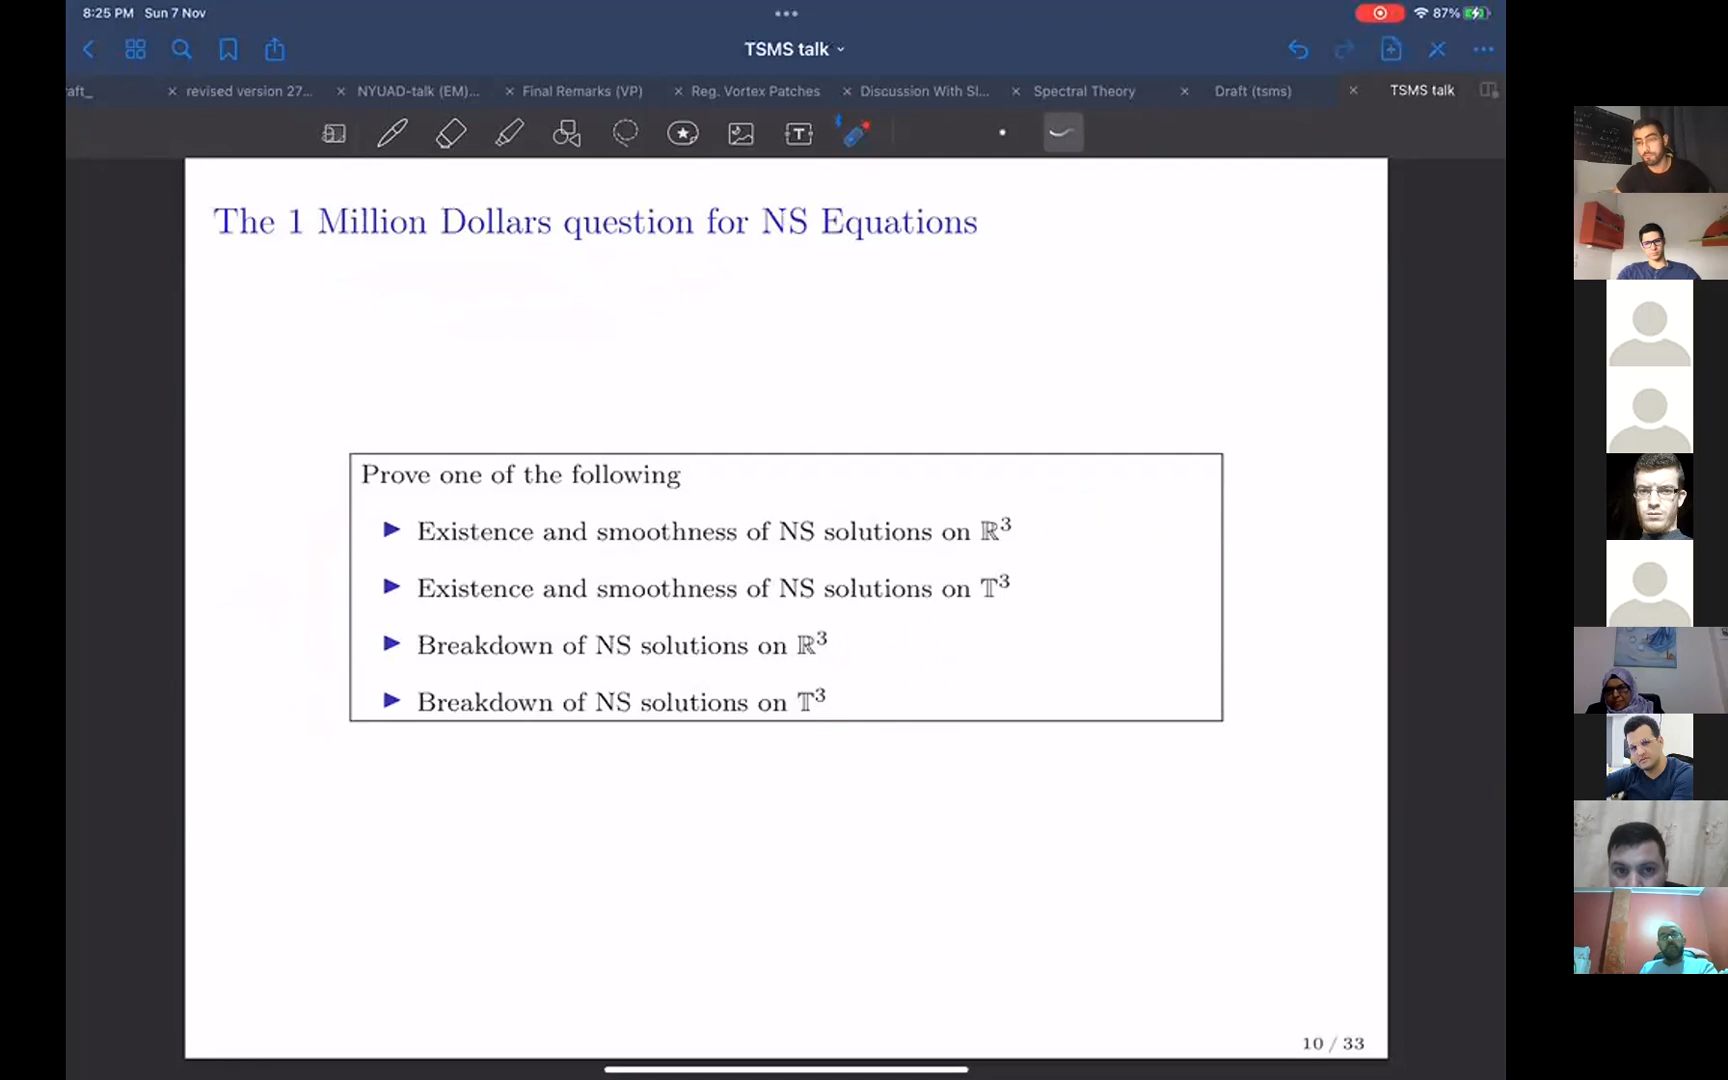 8:25 PM Sun 7 Nov
87%
TSMS talk
raft_
revised version 27...
NYUAD-talk (EM)...
Final Remarks (VP)
Reg. Vortex Patches
Discussion With Sl...
Spectral Theory
Draft (tsms)
TSMS talk
The 1 Million Dollars question for NS Equations
Prove one of the following
▶ Existence and smoothness of NS solutions on ℝ³
▶ Existence and smoothness of NS solutions on 𝕋³
▶ Breakdown of NS solutions on ℝ³
▶ Breakdown of NS solutions on 𝕋³
10 / 33